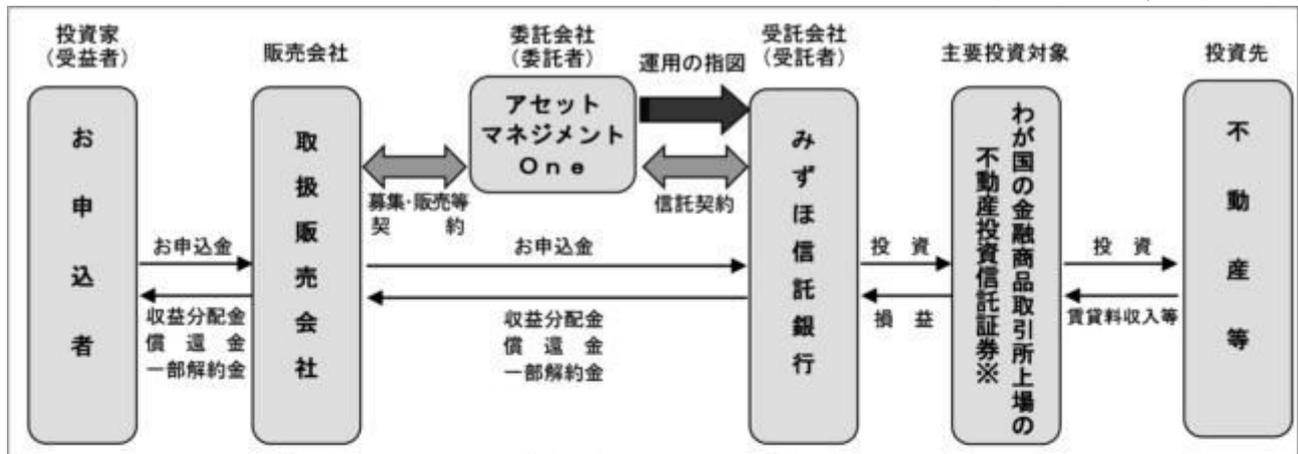 投資家
(受益者)
販売会社
委託会社
(委託者)
受託会社
(受託者)
主要投資対象
投資先
お申込者
取扱販売会社
アセット
マネジメント
One
運用の指図
みずほ信託銀行
わが国の金融商品取引所上場の
不動産投資信託証券※
不動産等
募集・販売等
契 約
信託契約
お申込金
収益分配金
償 還 金
一部解約金
お申込金
収益分配金
償 還 金
一部解約金
投 資
損 益
投 資
賃貸料収入等